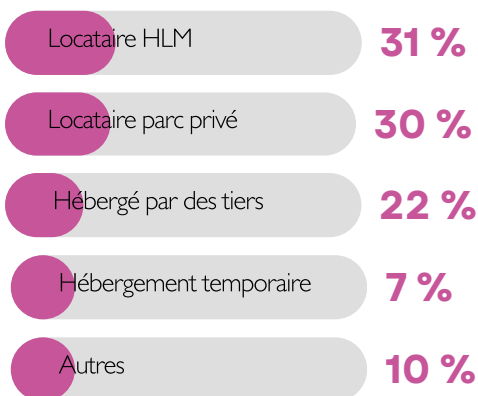 Locataire HLM 31 %
Locataire parc privé 30 %
Hébergé par des tiers 22 %
Hébergement temporaire 7 %
Autres 10 %